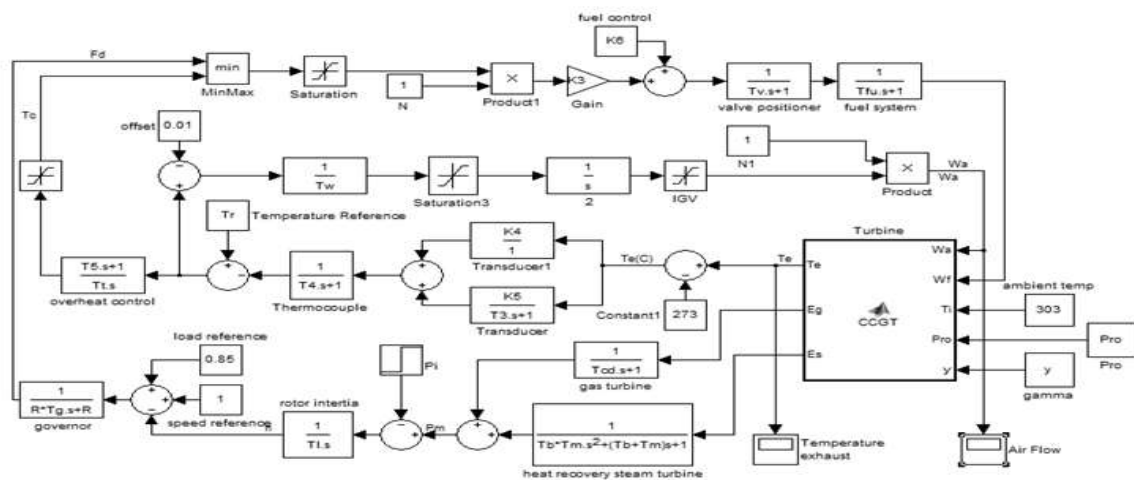 fuel control
K6
Fd
min
MinMax
Saturation
1
N
X
Product1
K3
Gain
1
Tv.s+1
valve positioner
1
Tfu.s+1
fuel system
Tc
offset
0.01
1
Tw
Saturation3
1
s
2
IGV
1
N1
X
Product
Wa
Wa
Tr
Temperature Reference
T5.s+1
Tt.s
overheat control
1
T4.s+1
Thermocouple
K4
1
Transducer1
K5
T3.s+1
Transducer
Te(C)
Te
273
Constant1
Turbine
Te
Eg
Es
CCGT
Wa
Wf
Ti
Pro
y
ambient temp
303
Pro
Pro
y
gamma
load reference
0.85
1
speed reference
1
R*Tg.s+R
governor
n
rotor intertia
1
TI.s
Pi
Pm
1
Tcd.s+1
gas turbine
1
Tb*Tm.s²+(Tb+Tm)s+1
heat recovery steam turbine
Temperature
exhaust
Air Flow